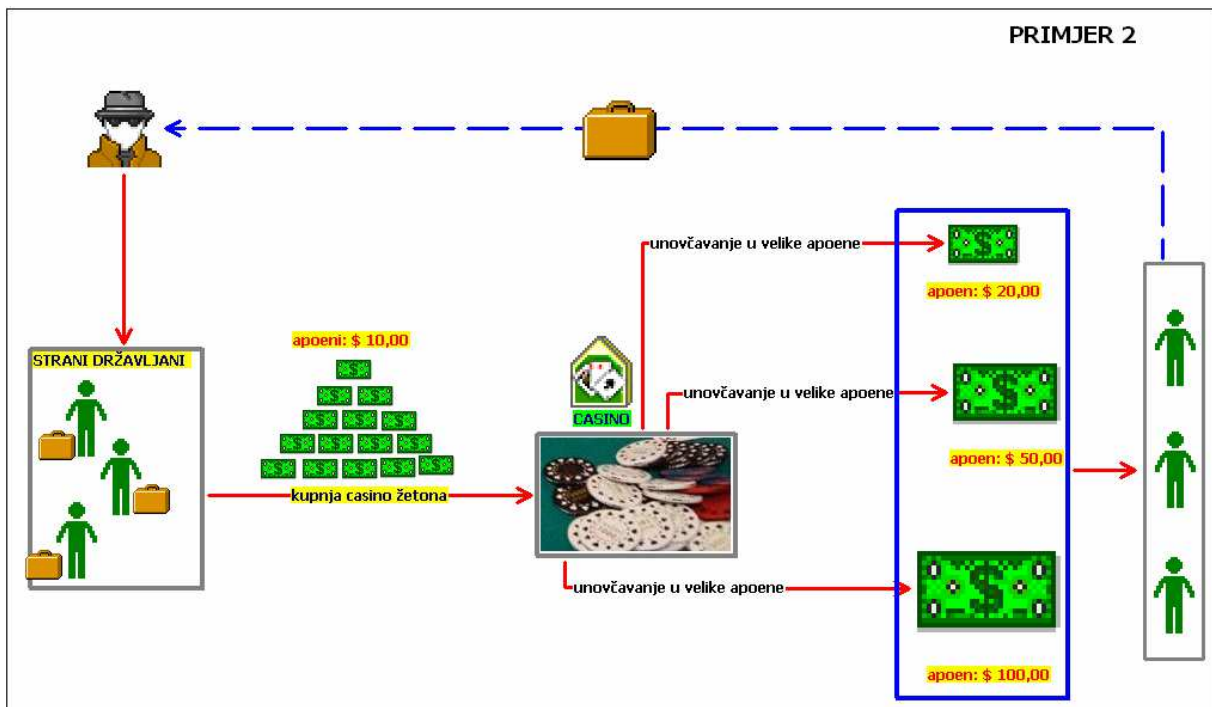 PRIMJER 2
unovčavanje u velike apoene
apoen: $ 20,00
STRANI DRŽAVLJANI
apoeni: $ 10,00
CASINO
unovčavanje u velike apoene
apoen: $ 50,00
kupnja casino žetona
unovčavanje u velike apoene
apoen: $ 100,00